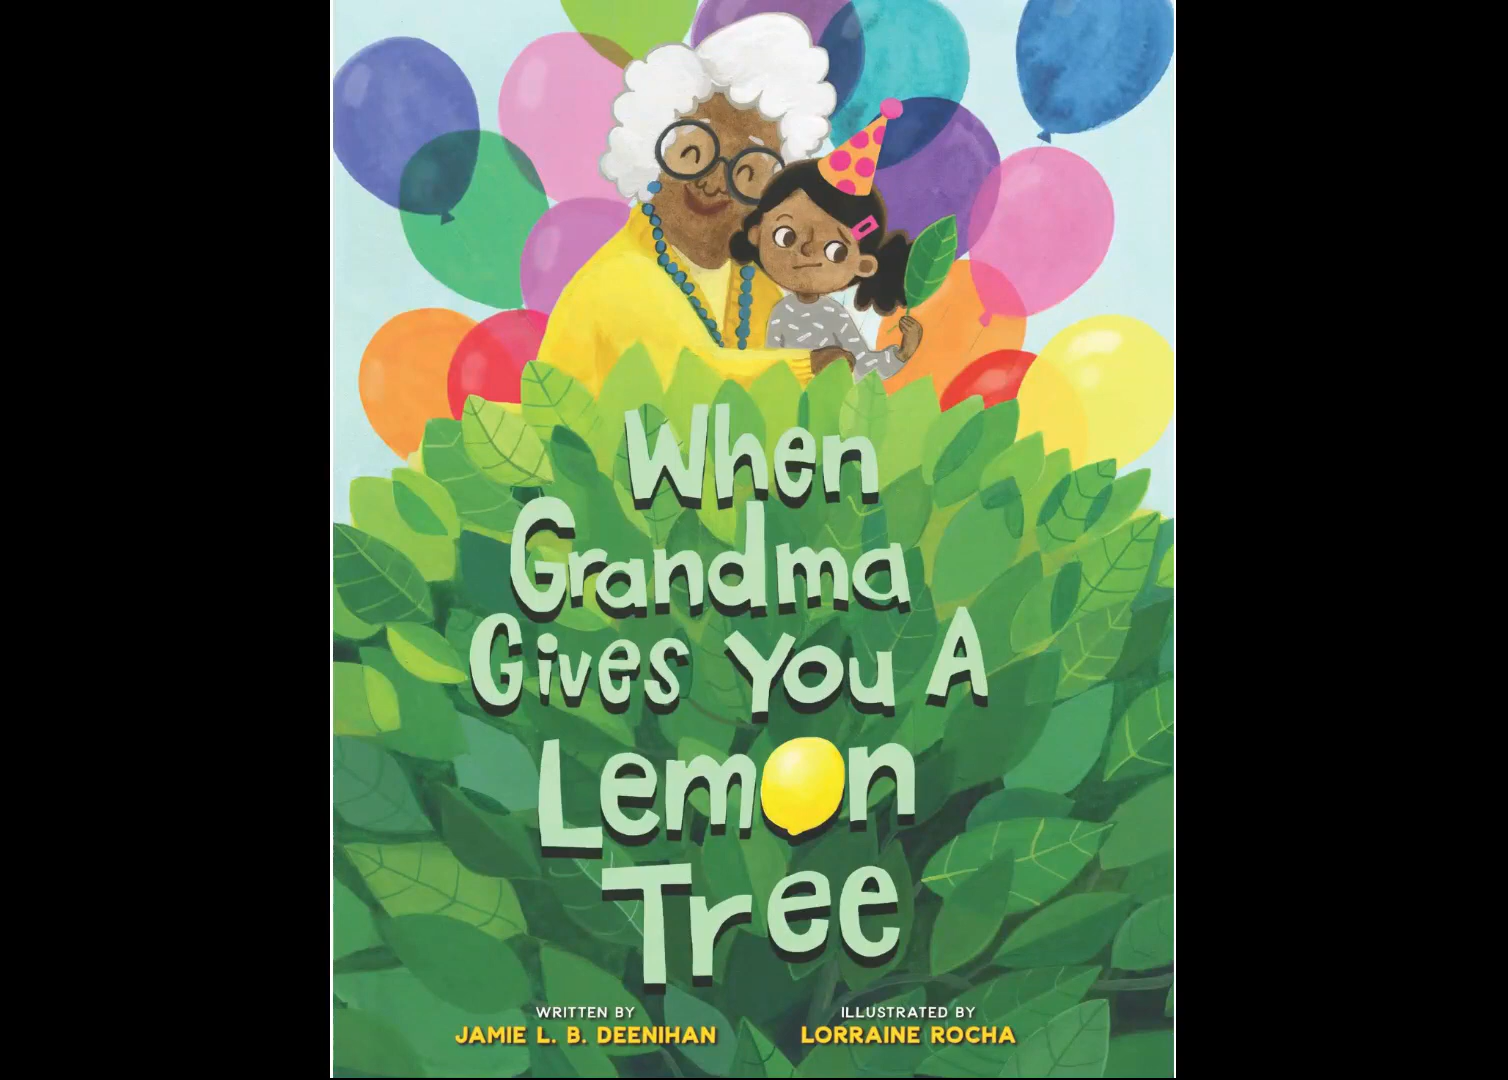 When
Grandma
Gives You A
Lemon
Tree
WRITTEN BY
JAMIE L. B. DEENIHAN
ILLUSTRATED BY
LORRAINE ROCHA